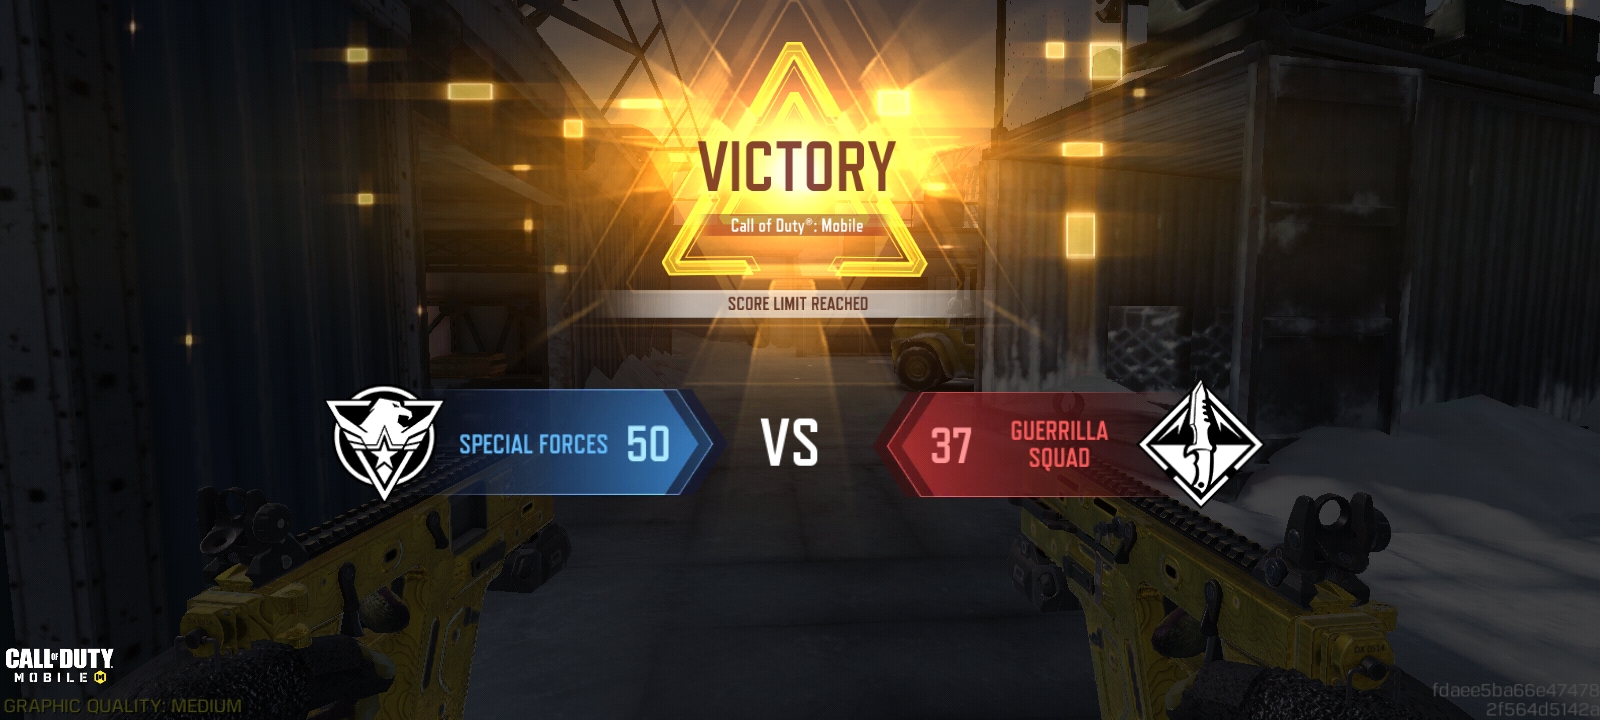 VICTORY
Call of Duty®: Mobile
SCORE LIMIT REACHED
SPECIAL FORCES 50
VS
37 GUERRILLA
SQUAD
CALL OF DUTY
MOBILE
GRAPHIC QUALITY: MEDIUM
fdaee5ba66e47478
2f564d5142a